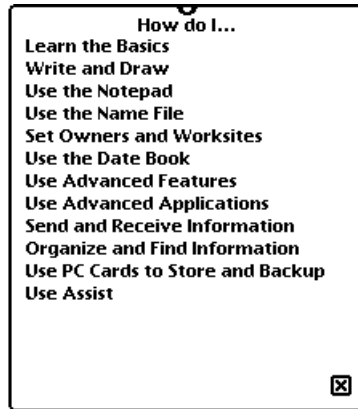 How do I...
Learn the Basics
Write and Draw
Use the Notepad
Use the Name File
Set Owners and Worksites
Use the Date Book
Use Advanced Features
Use Advanced Applications
Send and Receive Information
Organize and Find Information
Use PC Cards to Store and Backup
Use Assist